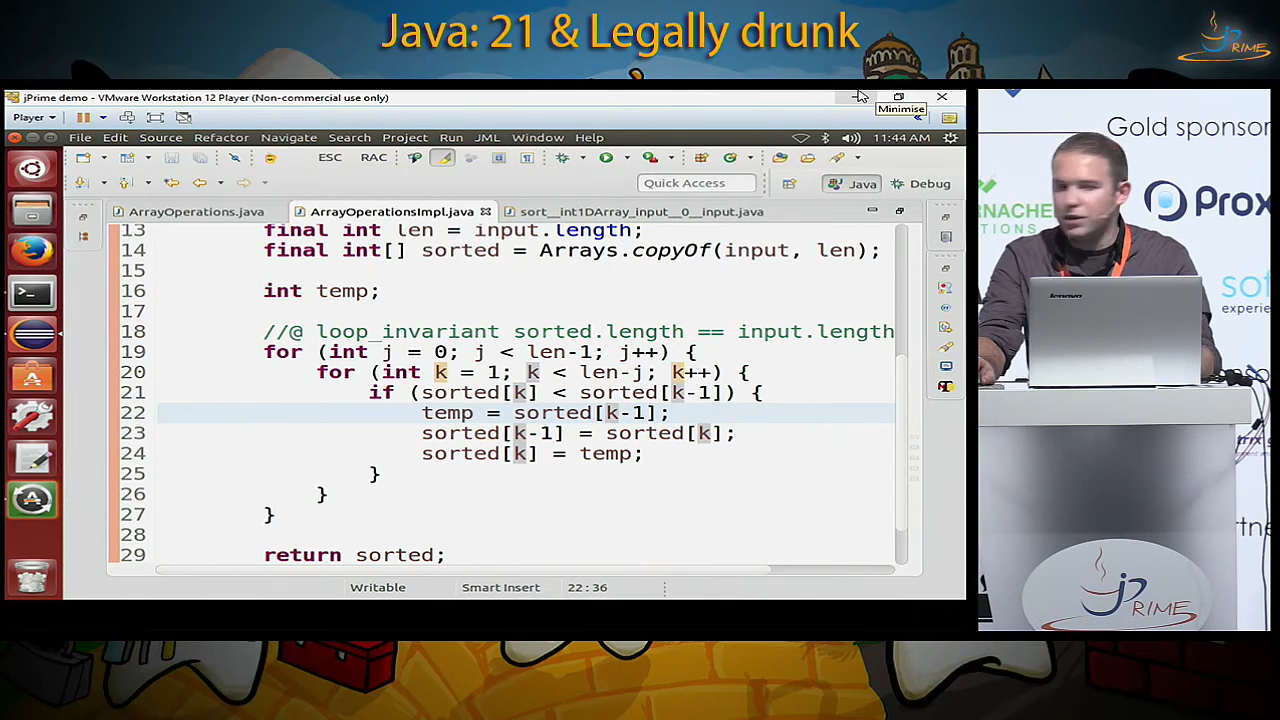 Java: 21 & Legally drunk
jPRIME
jPrime demo - VMware Workstation 12 Player (Non-commercial use only)
Minimise
Player
File Edit Source Refactor Navigate Search Project Run JML Window Help
11:44 AM
ESC RAC
Quick Access
Java
Debug
ArrayOperations.java
ArrayOperationsImpl.java
sort__int1DArray_input__0__input.java
13 final int len = input.length;
14 final int[] sorted = Arrays.copyOf(input, len);
15
16 int temp;
17
18 //@ loop_invariant sorted.length == input.length
19 for (int j = 0; j < len-1; j++) {
20 for (int k = 1; k < len-j; k++) {
21 if (sorted[k] < sorted[k-1]) {
22 temp = sorted[k-1];
23 sorted[k-1] = sorted[k];
24 sorted[k] = temp;
25 }
26 }
27 }
28
29 return sorted;
Writable
Smart Insert
22:36
Gold sponsor
Prox
lenovo
jPRIME